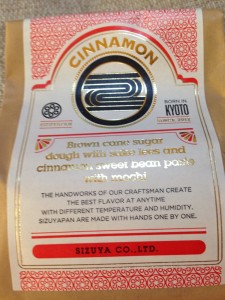 CINNAMON
KYOTO
Brown cane sugar
dough with sake lees and
cinnamon sweet bean paste
with mochi
THE HANDWORKS OF OUR CRAFTSMAN CREATE
THE BEST FLAVOR AT ANYTIME
WITH DIFFERENT TEMPERATURE AND HUMIDITY.
SIZUYAPAN ARE MADE WITH HANDS ONE BY ONE.
SIZUYA CO.,LTD.